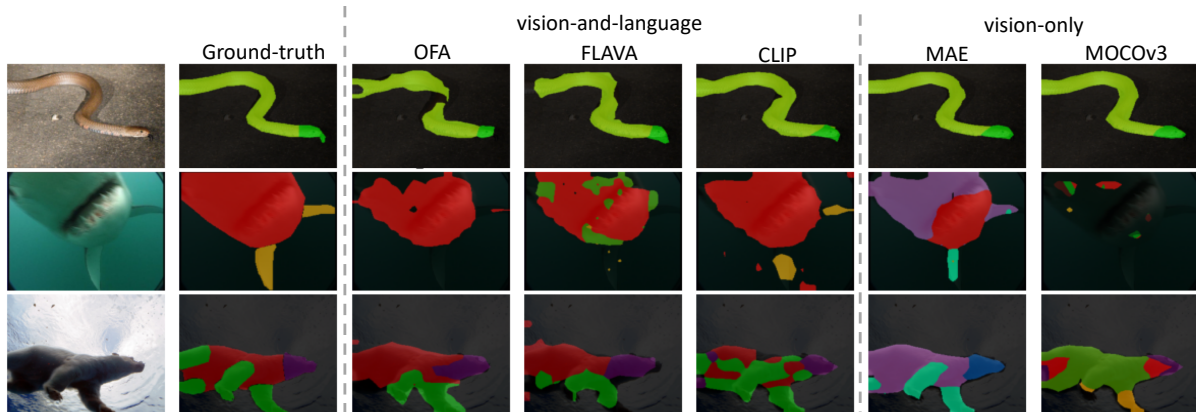 vision-and-language
vision-only
Ground-truth
OFA
FLAVA
CLIP
MAE
MOCOv3